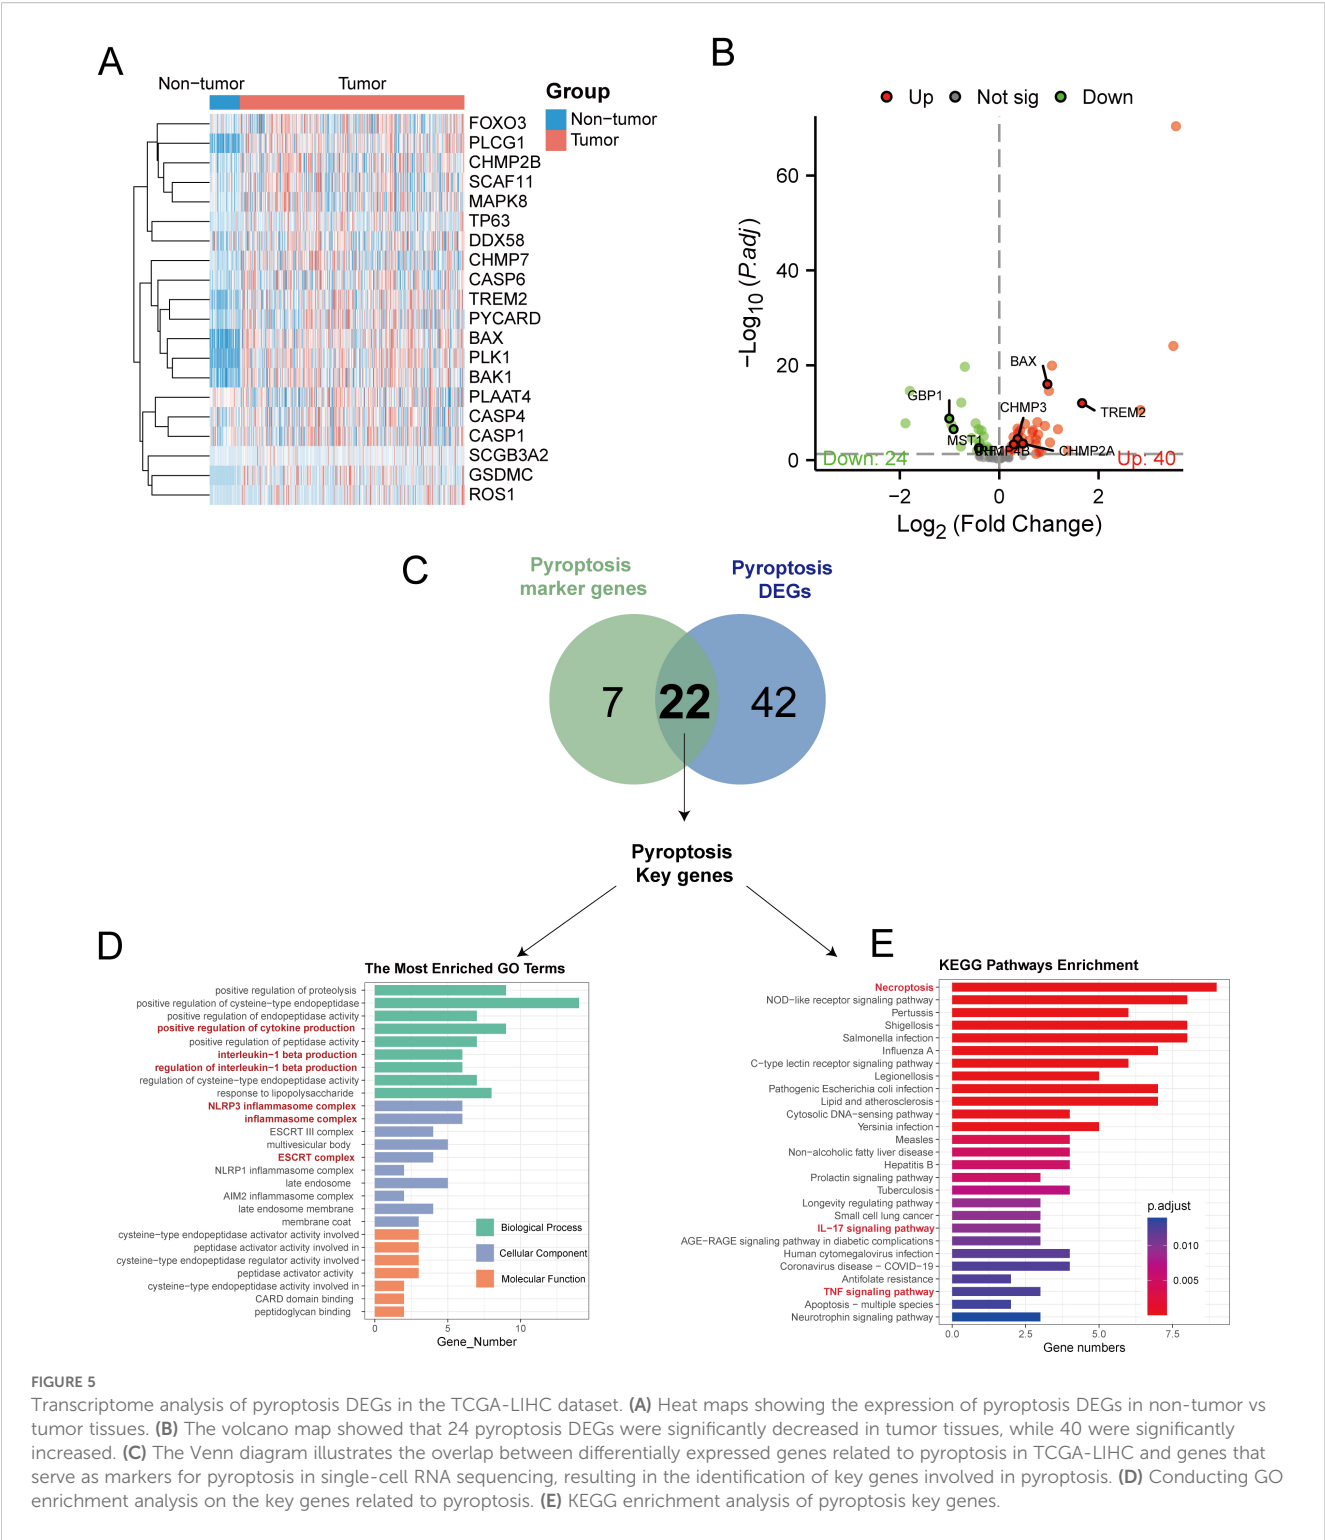 A
Non-tumor
Tumor
Group
Non-tumor
Tumor
FOXO3
PLCG1
CHMP2B
SCAF11
MAPK8
TP63
DDX58
CHMP7
CASP6
TREM2
PYCARD
BAX
PLK1
BAK1
PLAAT4
CASP4
CASP1
SCGB3A2
GSDMC
ROS1
B
Up
Not sig
Down
60
40
20
0
−Log10 (P.adj)
BAX
GBP1
CHMP3
TREM2
MST1
CHMP2A
Down: 24
Up: 40
−2
0
2
Log2 (Fold Change)
C
Pyroptosis
marker genes
Pyroptosis
DEGs
7
22
42
Pyroptosis
Key genes
D
The Most Enriched GO Terms
positive regulation of proteolysis
positive regulation of cysteine−type endopeptidase
positive regulation of endopeptidase activity
positive regulation of cytokine production
positive regulation of peptidase activity
interleukin−1 beta production
regulation of interleukin−1 beta production
regulation of cysteine−type endopeptidase activity
response to lipopolysaccharide
NLRP3 inflammasome complex
inflammasome complex
ESCRT III complex
multivesicular body
ESCRT complex
NLRP1 inflammasome complex
late endosome
AIM2 inflammasome complex
late endosome membrane
membrane coat
cysteine−type endopeptidase activator activity involved
peptidase activator activity involved in
cysteine−type endopeptidase regulator activity involved
peptidase activator activity
cysteine−type endopeptidase activity involved in
CARD domain binding
peptidoglycan binding
Biological Process
Cellular Component
Molecular Function
0
5
10
Gene_Number
E
KEGG Pathways Enrichment
Necroptosis
NOD−like receptor signaling pathway
Pertussis
Shigellosis
Salmonella infection
Influenza A
C−type lectin receptor signaling pathway
Legionellosis
Pathogenic Escherichia coli infection
Lipid and atherosclerosis
Cytosolic DNA−sensing pathway
Yersinia infection
Measles
Non−alcoholic fatty liver disease
Hepatitis B
Prolactin signaling pathway
Tuberculosis
Longevity regulating pathway
Small cell lung cancer
IL−17 signaling pathway
AGE−RAGE signaling pathway in diabetic complications
Human cytomegalovirus infection
Coronavirus disease − COVID−19
Antifolate resistance
TNF signaling pathway
Apoptosis − multiple species
Neurotrophin signaling pathway
p.adjust
0.010
0.005
0.0
2.5
5.0
7.5
Gene numbers
FIGURE 5
Transcriptome analysis of pyroptosis DEGs in the TCGA-LIHC dataset. (A) Heat maps showing the expression of pyroptosis DEGs in non-tumor vs
tumor tissues. (B) The volcano map showed that 24 pyroptosis DEGs were significantly decreased in tumor tissues, while 40 were significantly
increased. (C) The Venn diagram illustrates the overlap between differentially expressed genes related to pyroptosis in TCGA-LIHC and genes that
serve as markers for pyroptosis in single-cell RNA sequencing, resulting in the identification of key genes involved in pyroptosis. (D) Conducting GO
enrichment analysis on the key genes related to pyroptosis. (E) KEGG enrichment analysis of pyroptosis key genes.